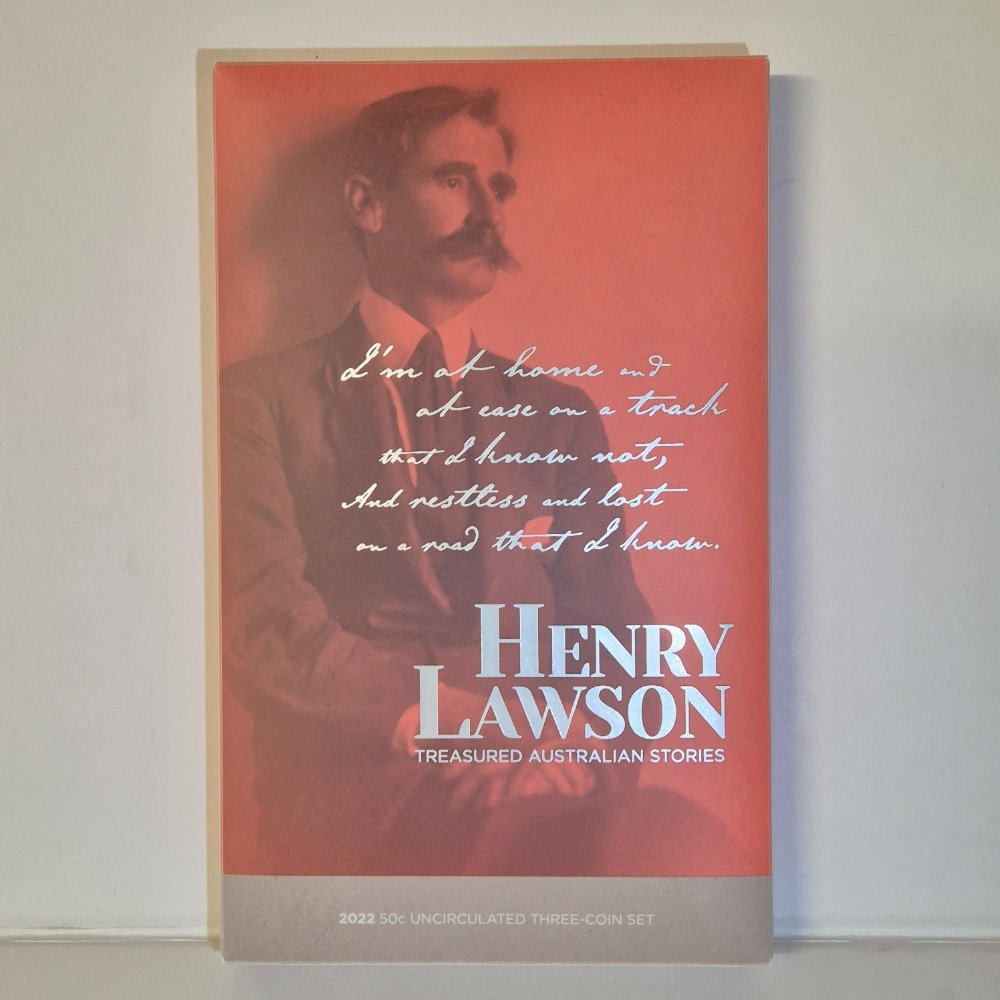 I'm at home and
at ease on a track
that I know not,
And restless and lost
on a road that I know.
HENRY
LAWSON
TREASURED AUSTRALIAN STORIES
2022 50c UNCIRCULATED THREE-COIN SET